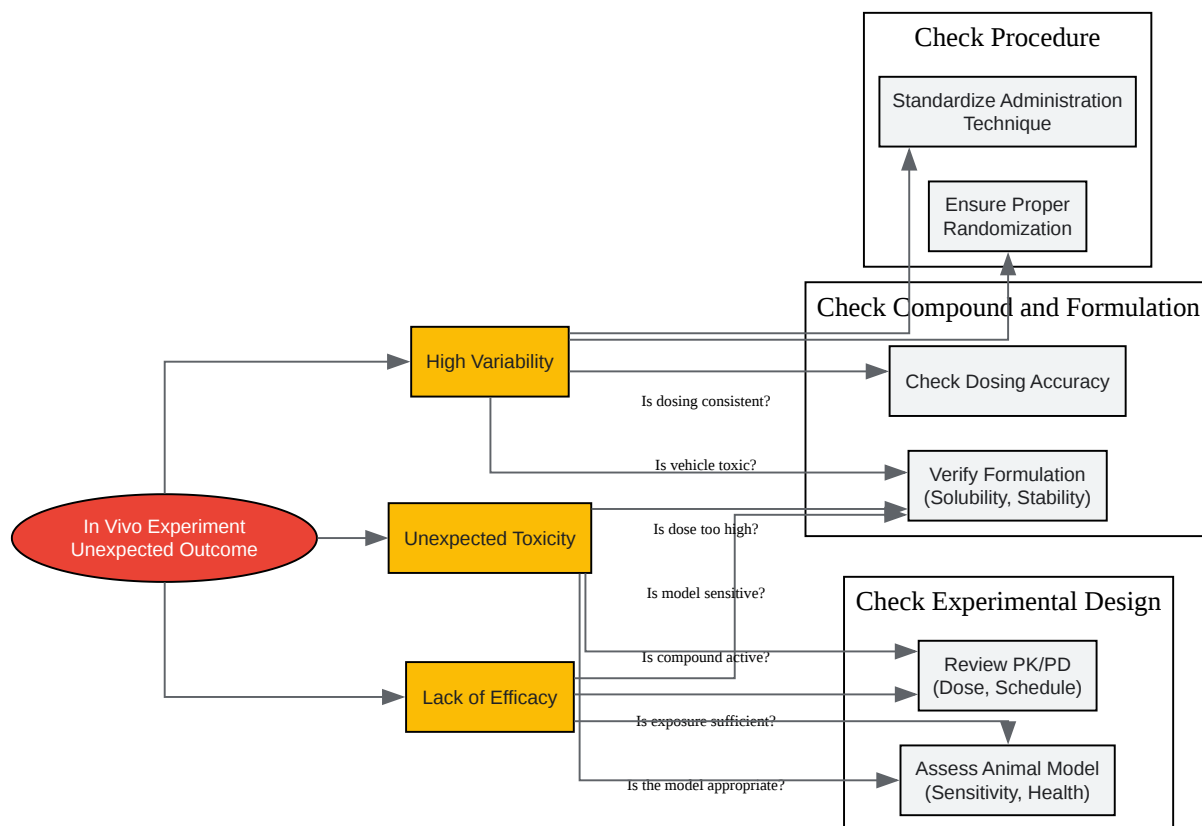 Check Procedure
Standardize Administration
Technique
Ensure Proper
Randomization
Check Compound and Formulation
High Variability
Check Dosing Accuracy
Is dosing consistent?
Is vehicle toxic?
Verify Formulation
(Solubility, Stability)
In Vivo Experiment
Unexpected Outcome
Unexpected Toxicity
Is dose too high?
Is model sensitive?
Check Experimental Design
Is compound active?
Review PK/PD
(Dose, Schedule)
Lack of Efficacy
Is exposure sufficient?
Assess Animal Model
(Sensitivity, Health)
Is the model appropriate?